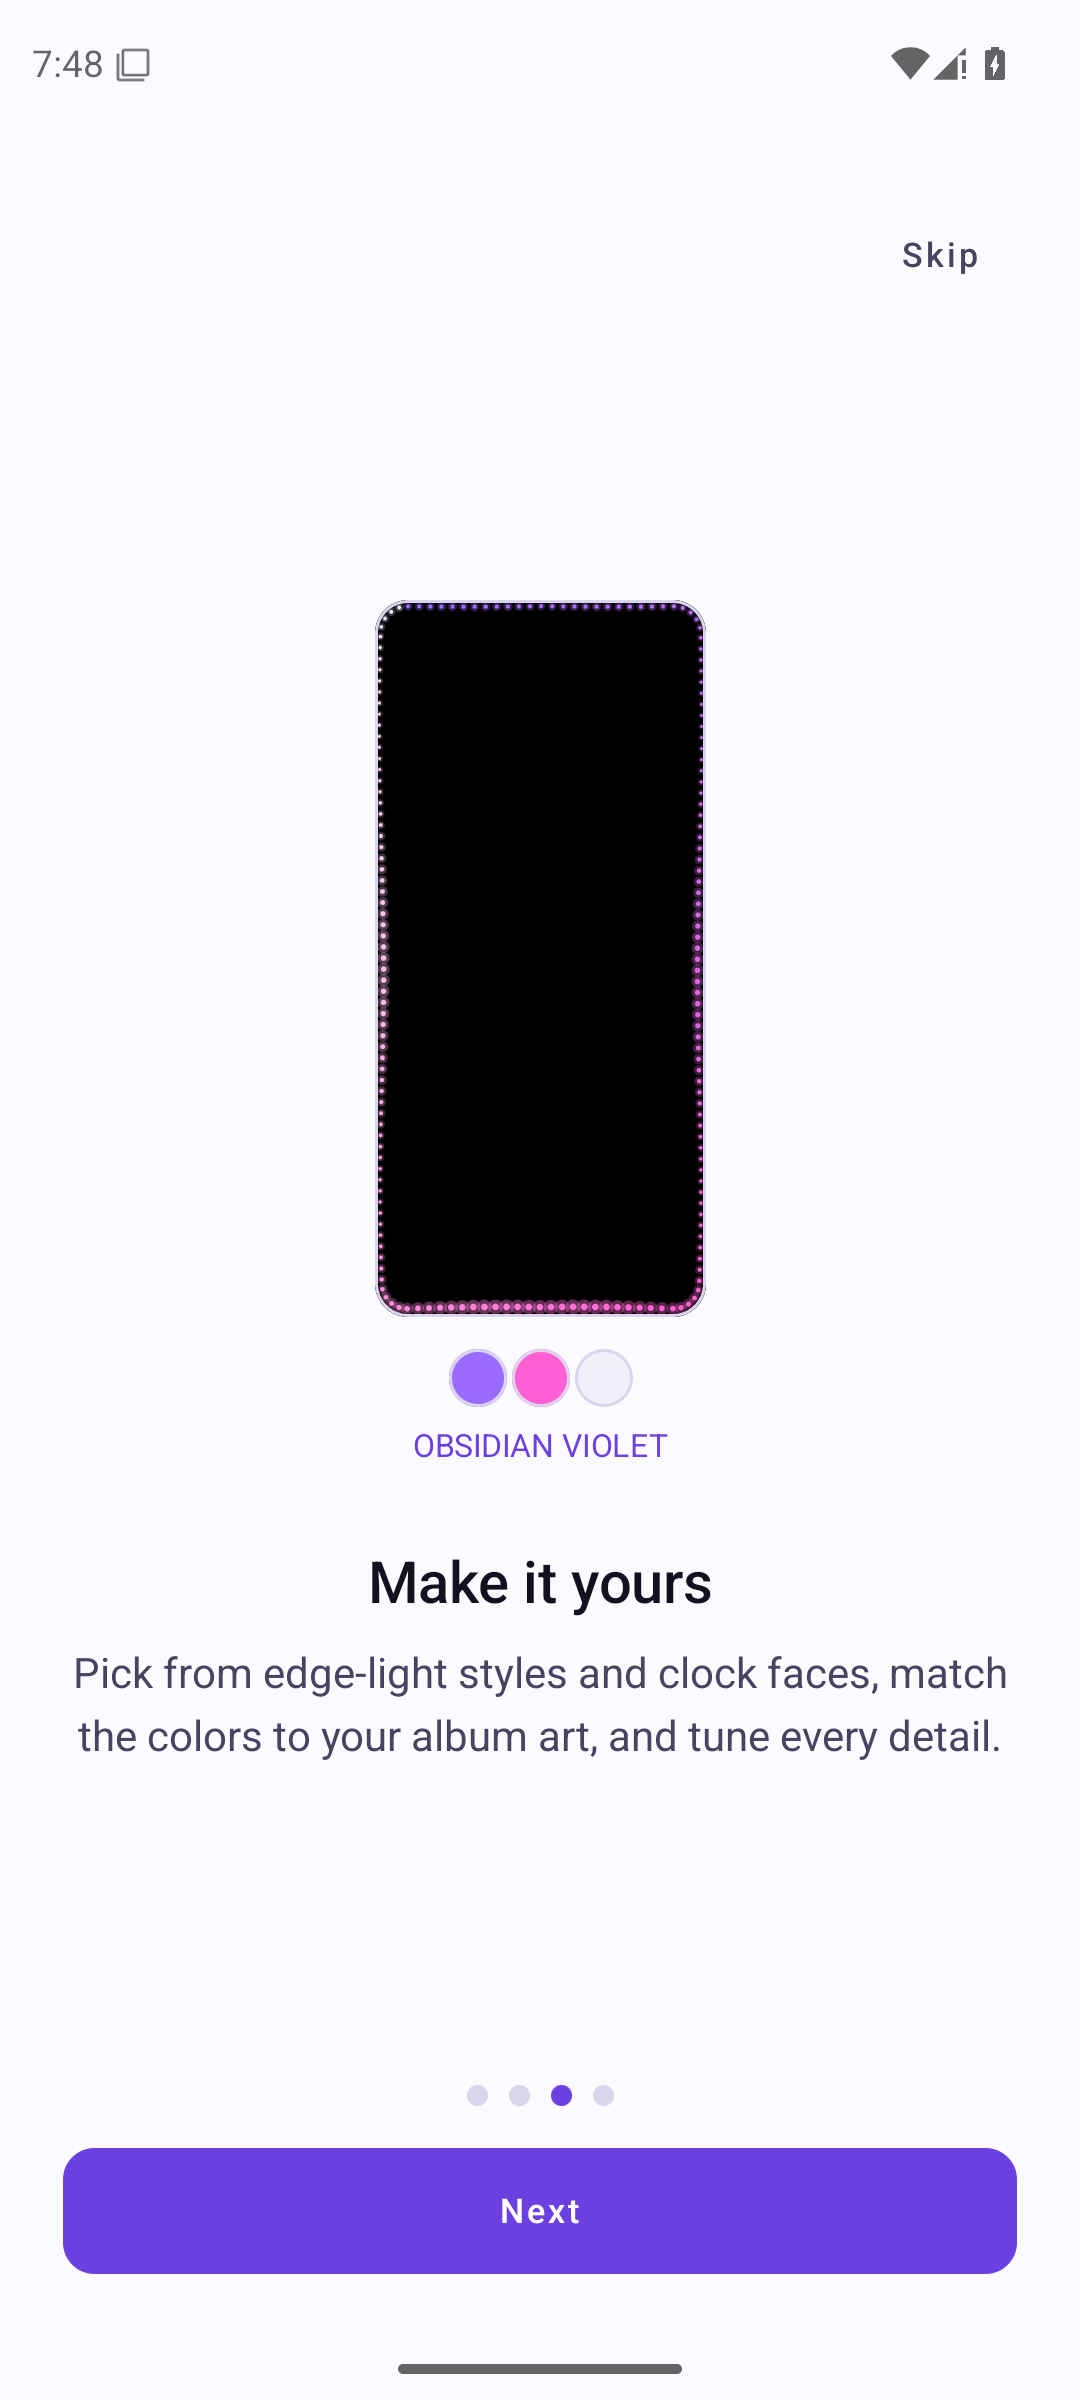 7:48
Skip
OBSIDIAN VIOLET
Make it yours
Pick from edge-light styles and clock faces, match
the colors to your album art, and tune every detail.
Next